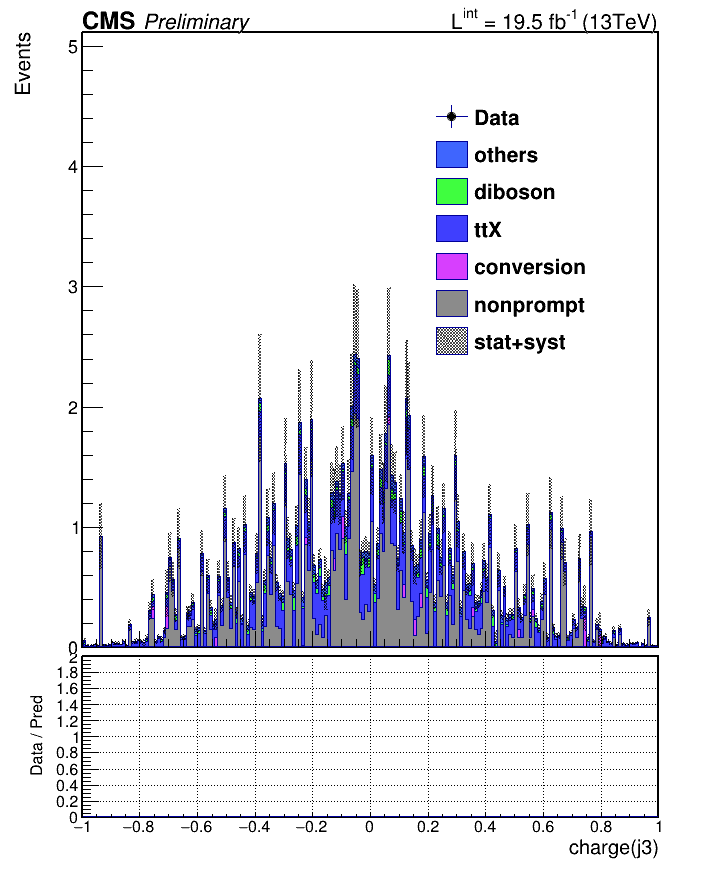 CMS Preliminary L^int = 19.5 fb^-1 (13TeV)
Events
5
4
3
2
1
0
Data
others
diboson
ttX
conversion
nonprompt
stat+syst
Data / Pred
2
1.8
1.6
1.4
1.2
1
0.8
0.6
0.4
0.2
0
−1 −0.8 −0.6 −0.4 −0.2 0 0.2 0.4 0.6 0.8 1
charge(j3)